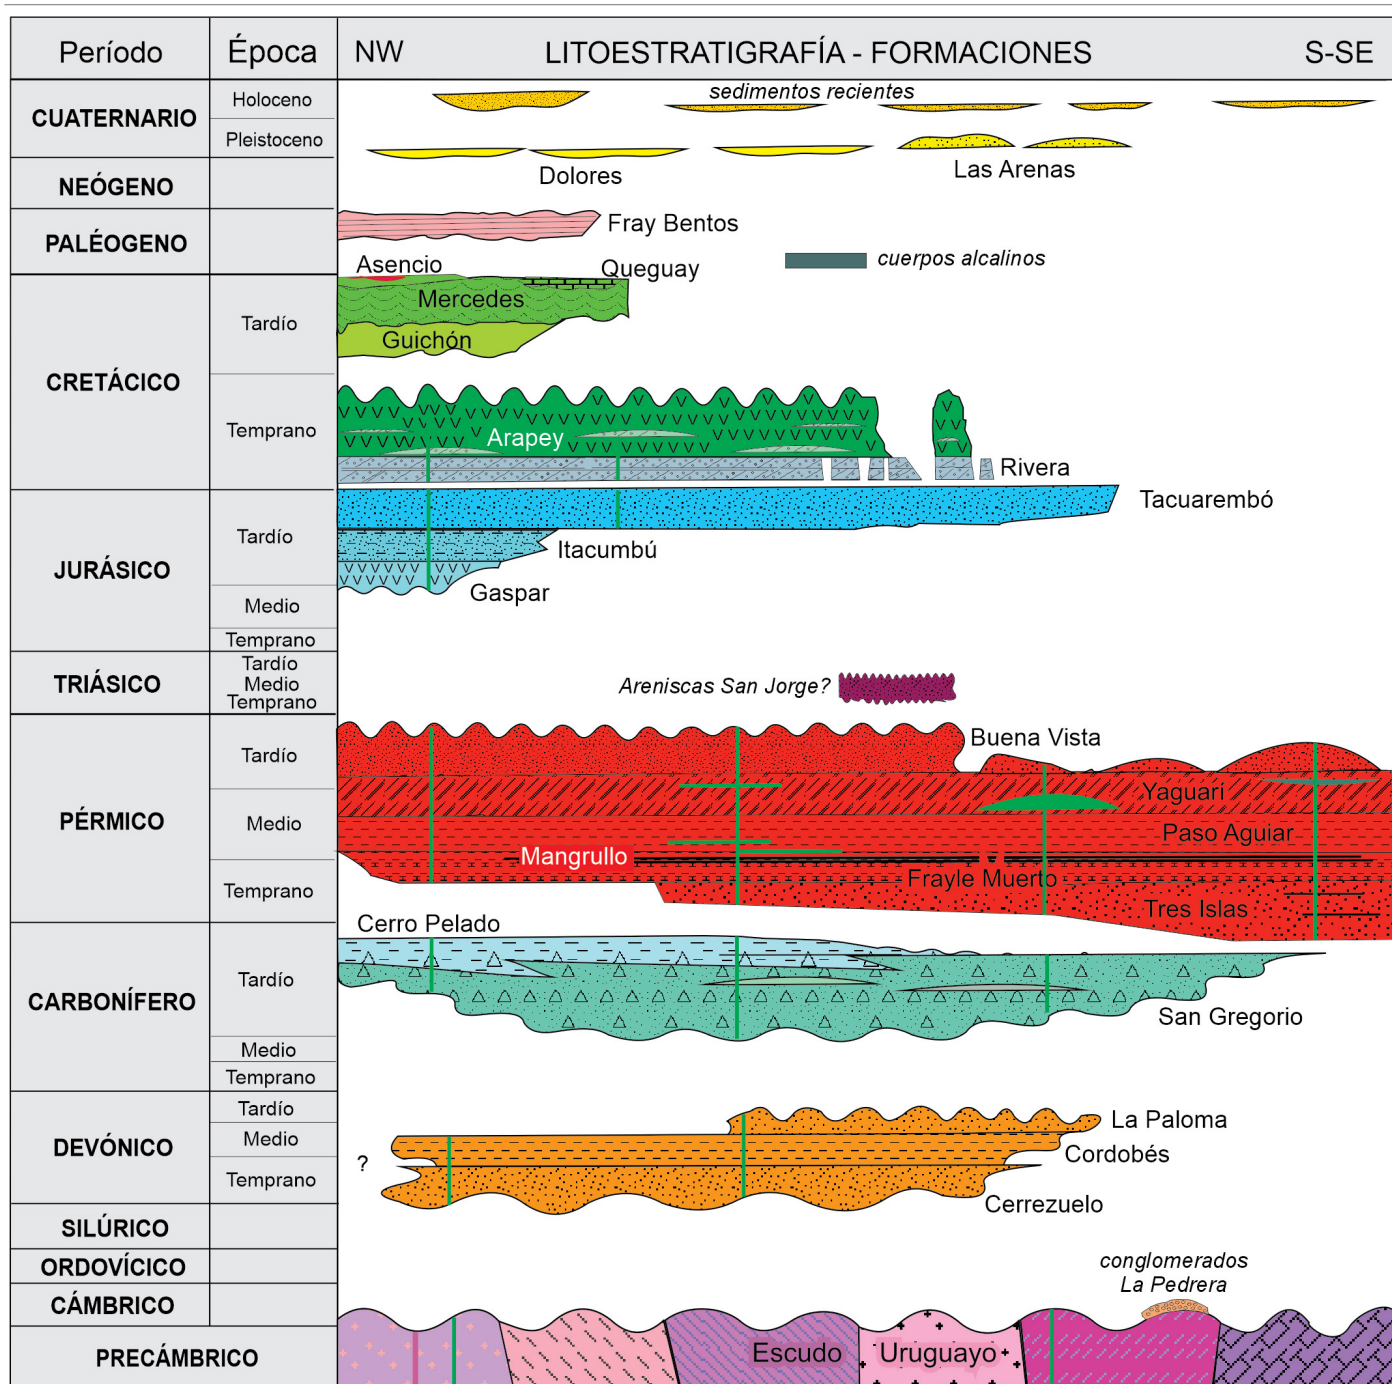 Período
Época
NW
LITOESTRATIGRAFÍA - FORMACIONES
S-SE
CUATERNARIO
Holoceno
Pleistoceno
sedimentos recientes
Dolores
Las Arenas
NEÓGENO
PALÉOGENO
Fray Bentos
cuerpos alcalinos
CRETÁCICO
Tardío
Temprano
Asencio
Queguay
Mercedes
Guichón
Arapey
Rivera
JURÁSICO
Tardío
Medio
Temprano
Tacuarembó
Itacumbú
Gaspar
TRIÁSICO
Tardío
Medio
Temprano
Areniscas San Jorge?
PÉRMICO
Tardío
Medio
Temprano
Buena Vista
Yaguarí
Paso Aguiar
Mangrullo
Frayle Muerto
Tres Islas
CARBONÍFERO
Tardío
Medio
Temprano
Cerro Pelado
San Gregorio
DEVÓNICO
Tardío
Medio
Temprano
?
La Paloma
Cordobés
Cerrezuelo
SILÚRICO
ORDOVÍCICO
CÁMBRICO
conglomerados
La Pedrera
PRECÁMBRICO
Escudo Uruguayo